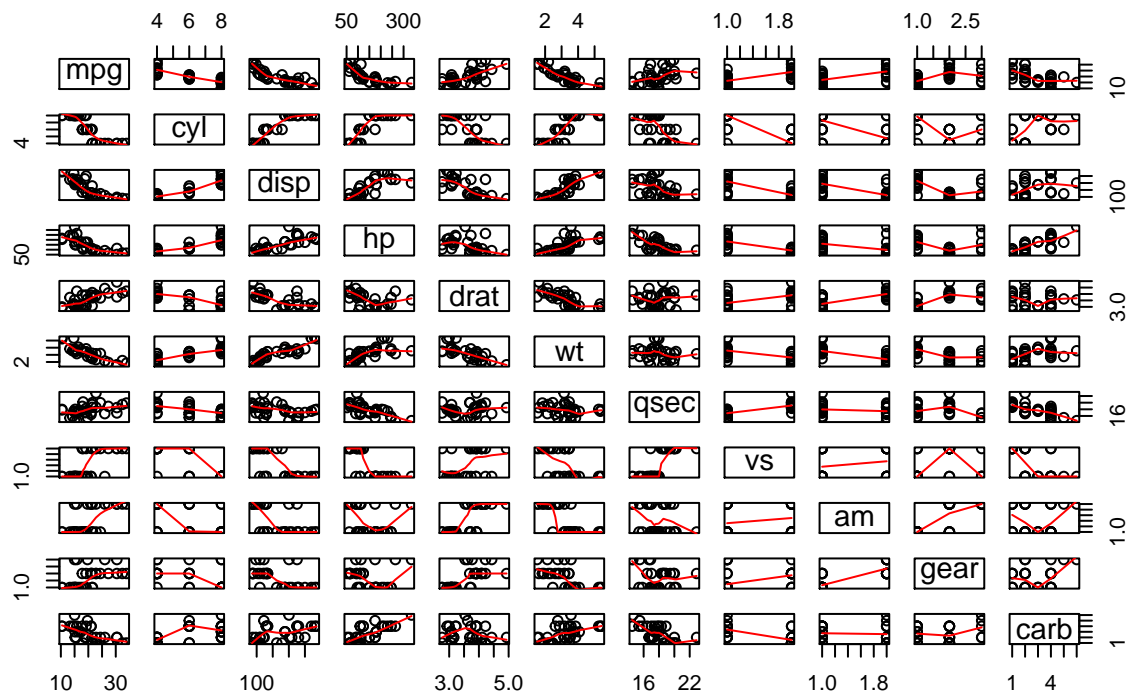 4 6 8 50 300 2 4 1.0 1.8 1.0 2.5
mpg 10
4 cyl
disp 100
50 hp
drat 3.0
2 wt
qsec 16
1.0 vs
am 1.0
1.0 gear
carb 1
10 30 100 3.0 5.0 16 22 1.0 1.8 1 4